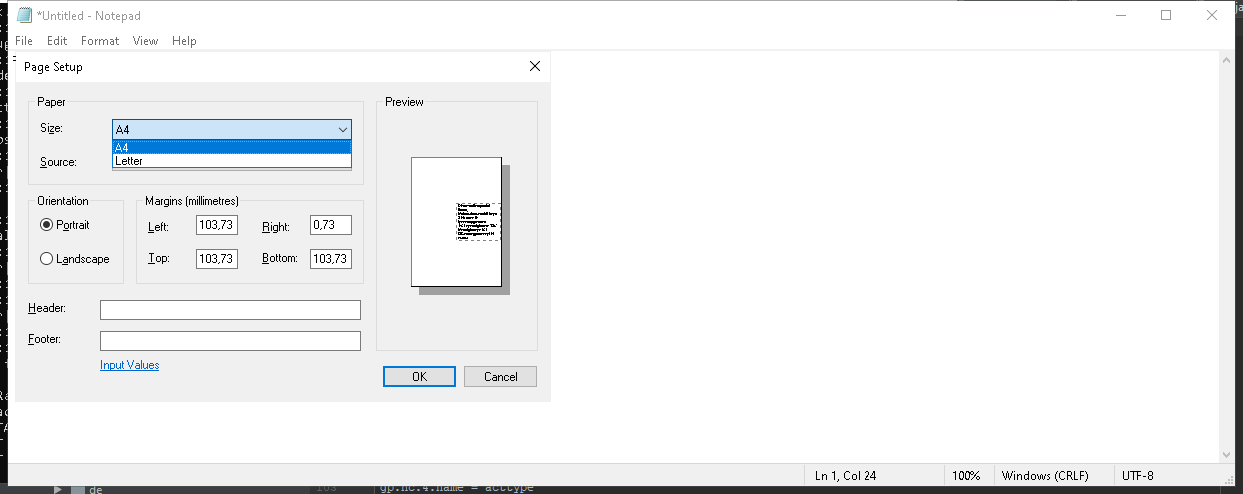 *Untitled - Notepad
File Edit Format View Help
Page Setup
Paper
Size: A4
A4
Letter
Source:
Preview
Orientation
Portrait
Landscape
Margins (millimetres)
Left: 103,73 Right: 0,73
Top: 103,73 Bottom: 103,73
Header:
Footer:
Input Values
OK Cancel
Ln 1, Col 24 100% Windows (CRLF) UTF-8
de 103 gp.nc.4.name = acctype